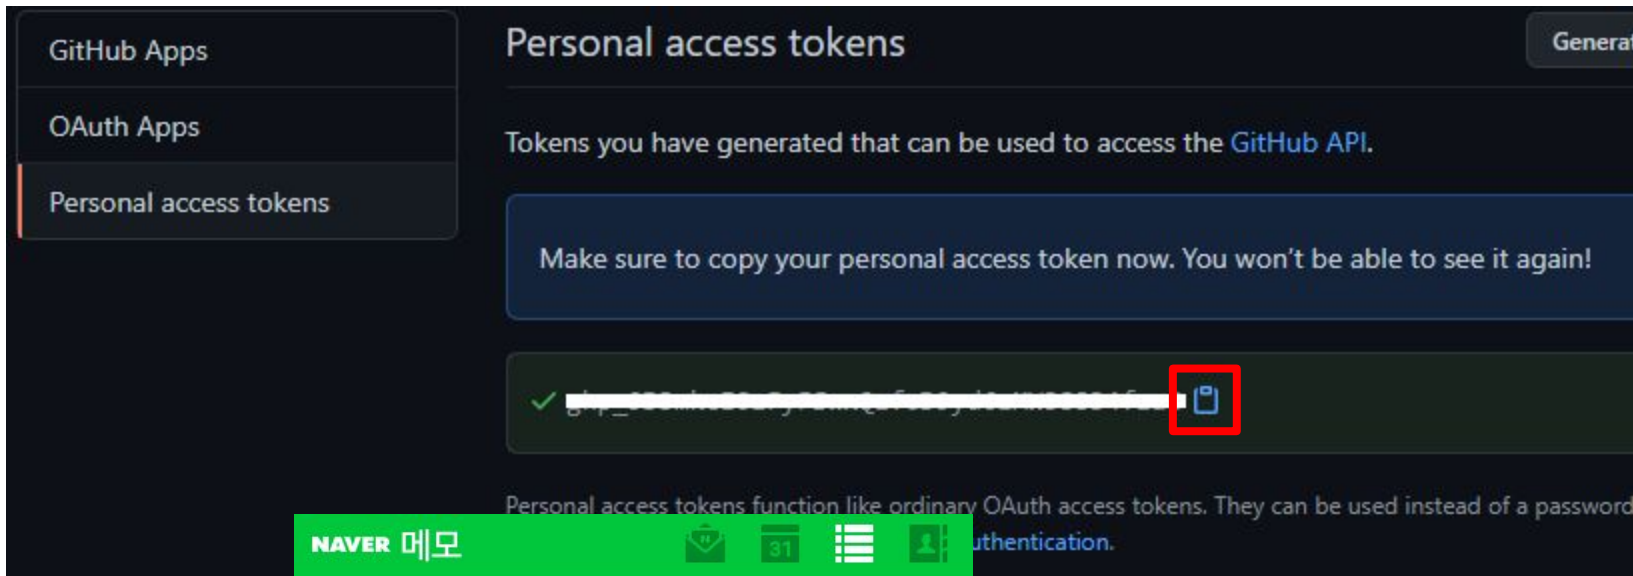 GitHub Apps
OAuth Apps
Personal access tokens
Personal access tokens
Generat
Tokens you have generated that can be used to access the GitHub API.
Make sure to copy your personal access token now. You won't be able to see it again!
Personal access tokens function like ordinary OAuth access tokens. They can be used instead of a password
uthentication.
NAVER 메모
N
31